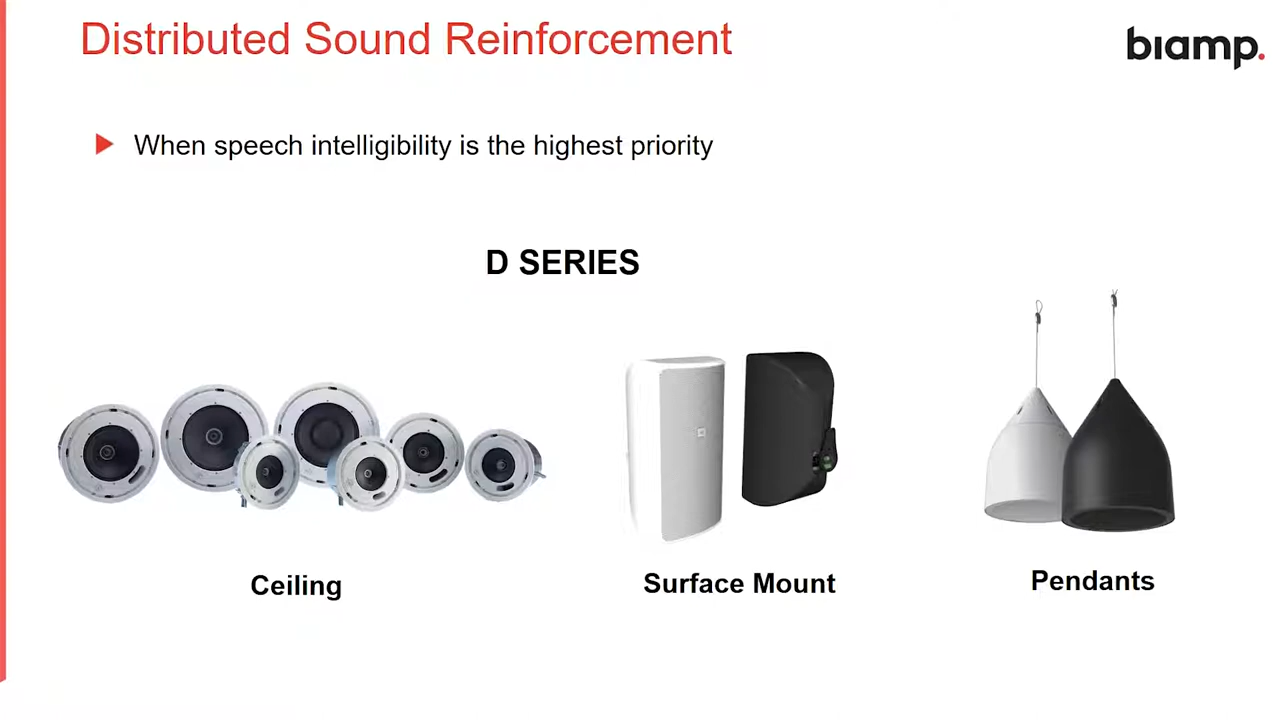 Distributed Sound Reinforcement
biamp.
When speech intelligibility is the highest priority
D SERIES
Ceiling
Surface Mount
Pendants